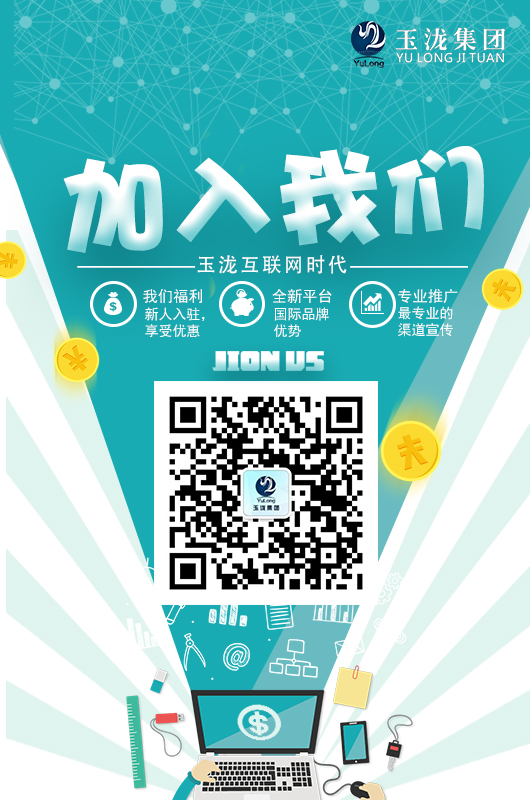 玉泷集团
YU LONG JI TUAN
YuLong
加入我们
玉泷互联网时代
我们福利
新人入驻，
享受优惠
全新平台
国际品牌
优势
专业推广
最专业的
渠道宣传
JION US
YuLong
玉泷集团